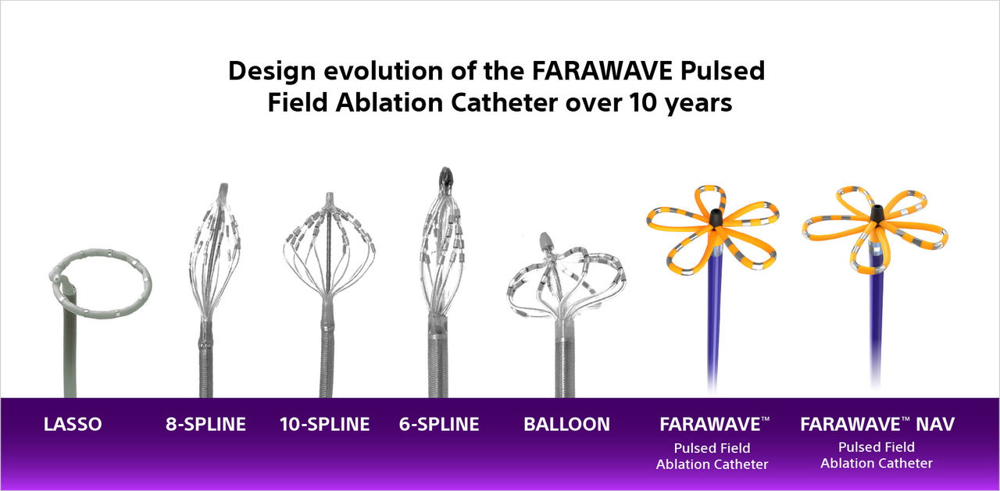 Design evolution of the FARAWAVE Pulsed
Field Ablation Catheter over 10 years
LASSO
8-SPLINE
10-SPLINE
6-SPLINE
BALLOON
FARAWAVE™
Pulsed Field
Ablation Catheter
FARAWAVE™ NAV
Pulsed Field
Ablation Catheter